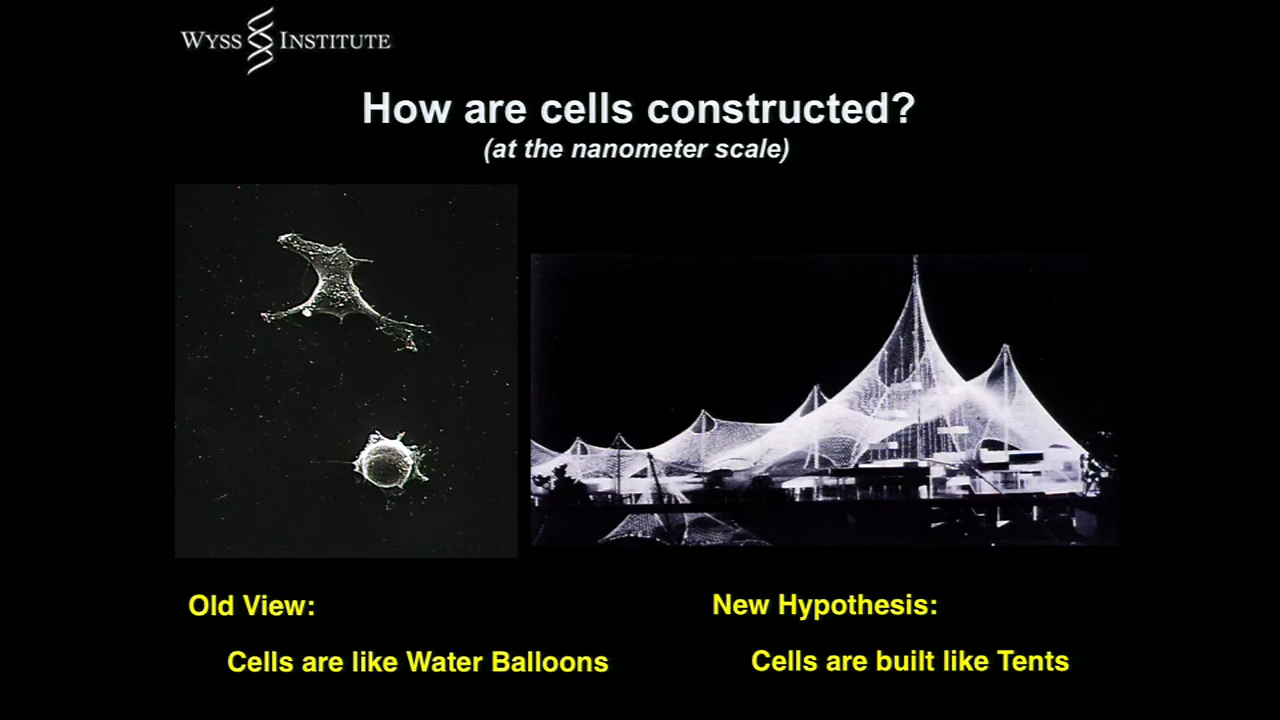 WYSS INSTITUTE
How are cells constructed?
(at the nanometer scale)
Old View:
Cells are like Water Balloons
New Hypothesis:
Cells are built like Tents